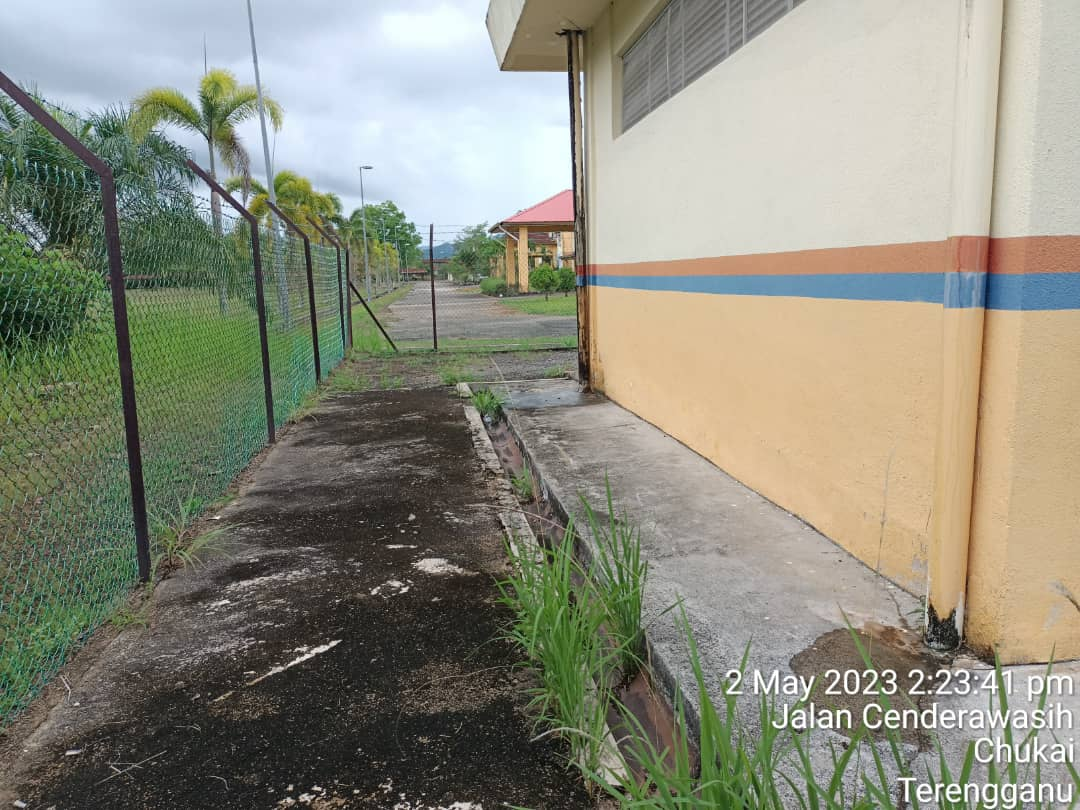 2 May 2023 2:23:41 pm
Jalan Cenderawasih
Chukai
Terengganu